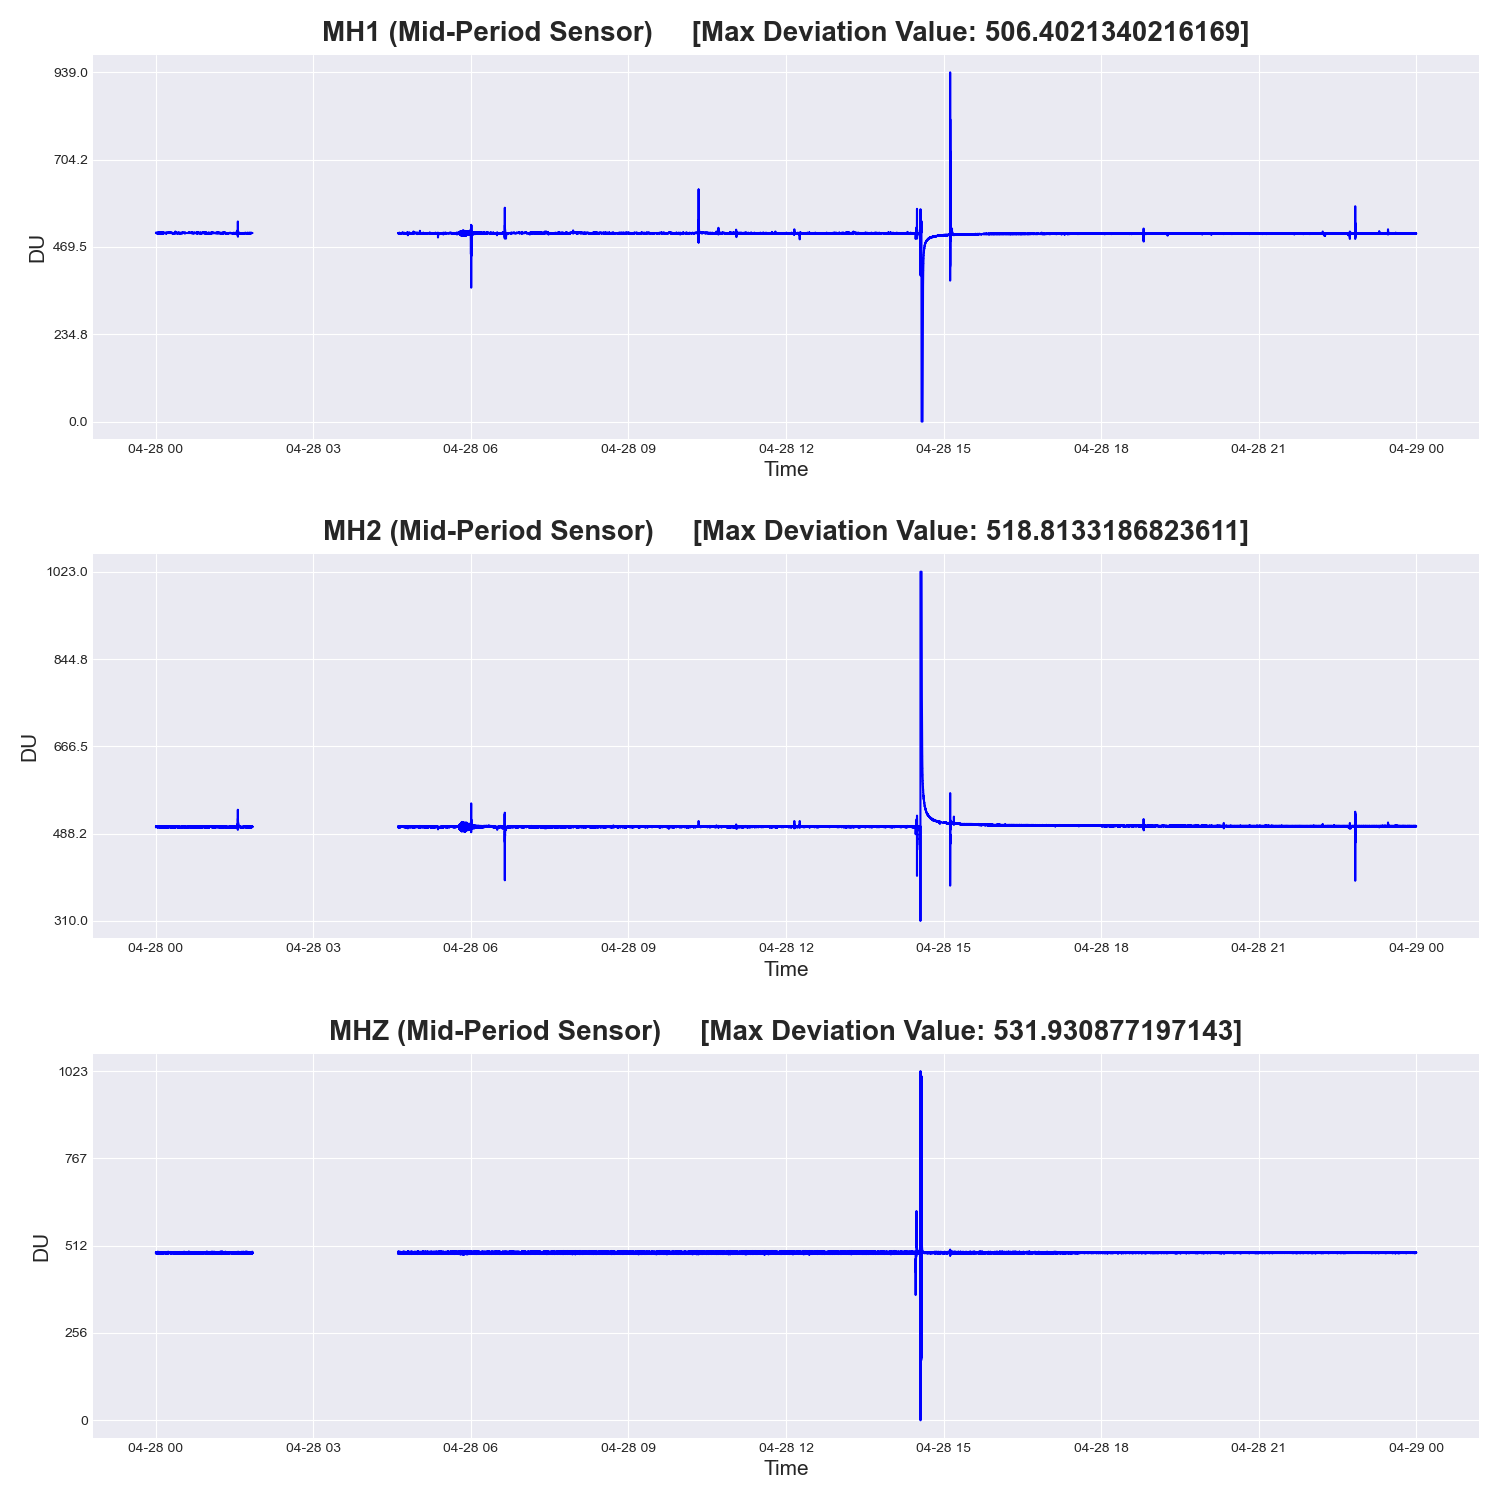 MH1 (Mid-Period Sensor) [Max Deviation Value: 506.4021340216169]
939.0
704.2
469.5
234.8
0.0
DU
04-28 00 04-28 03 04-28 06 04-28 09 04-28 12 04-28 15 04-28 18 04-28 21 04-29 00
Time
MH2 (Mid-Period Sensor) [Max Deviation Value: 518.8133186823611]
1023.0
844.8
666.5
488.2
310.0
DU
04-28 00 04-28 03 04-28 06 04-28 09 04-28 12 04-28 15 04-28 18 04-28 21 04-29 00
Time
MHZ (Mid-Period Sensor) [Max Deviation Value: 531.930877197143]
1023
767
512
256
0
DU
04-28 00 04-28 03 04-28 06 04-28 09 04-28 12 04-28 15 04-28 18 04-28 21 04-29 00
Time